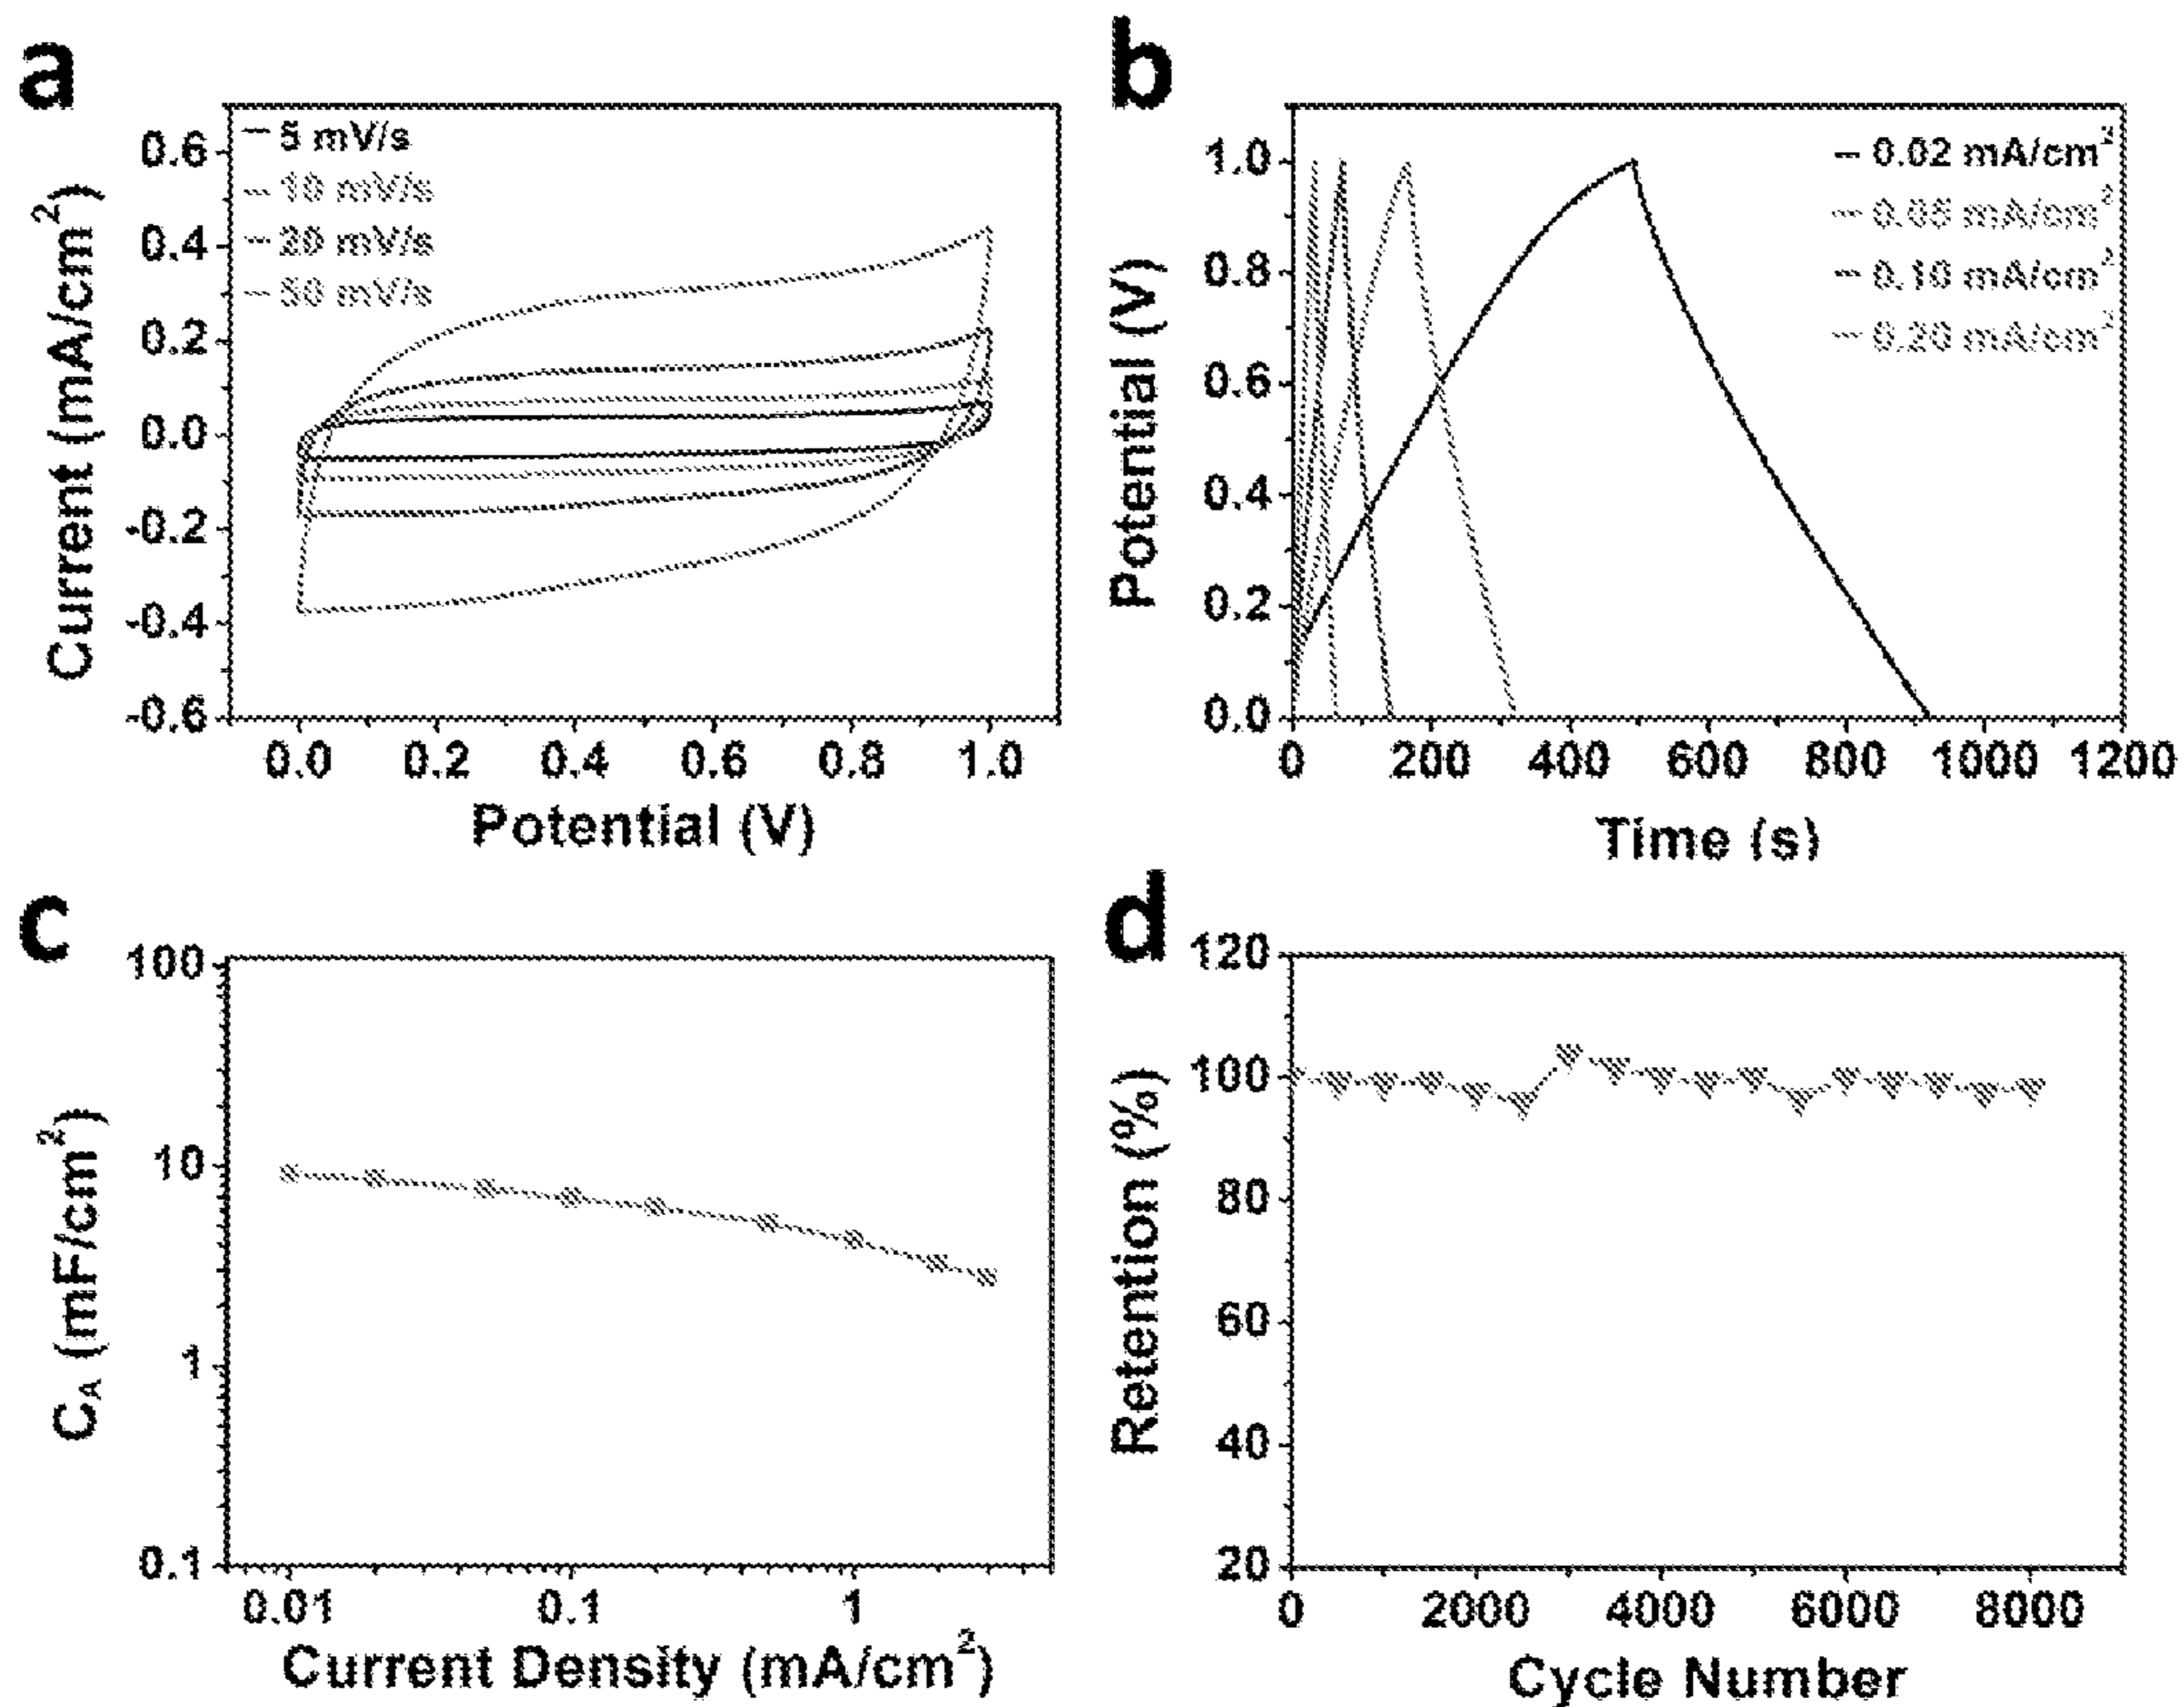 a
0.6
0.4
0.2
0.0
-0.2
-0.4
-0.6
Current (mA/cm²)
5 mV/s
10 mV/s
20 mV/s
50 mV/s
0.0 0.2 0.4 0.6 0.8 1.0
Potential (V)
b
1.0
0.8
0.6
0.4
0.2
0.0
Potential (V)
0.02 mA/cm²
0.05 mA/cm²
0.10 mA/cm²
0.20 mA/cm²
0 200 400 600 800 1000 1200
Time (s)
c
100
10
1
0.1
C_A (mF/cm²)
0.01 0.1 1
Current Density (mA/cm²)
d
120
100
80
60
40
20
Retention (%)
0 2000 4000 6000 8000
Cycle Number